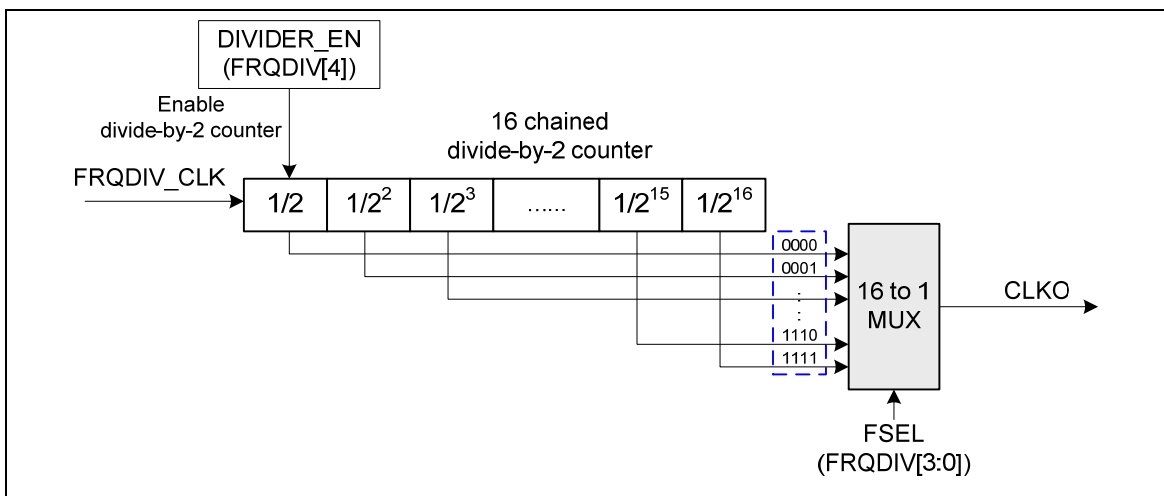 DIVIDER_EN
(FRQDIV[4])
Enable
divide-by-2 counter
16 chained
divide-by-2 counter
FRQDIV_CLK
1/2
1/2²
1/2³
......
1/2¹⁵
1/2¹⁶
0000
0001
:
:
1110
1111
16 to 1
MUX
CLKO
FSEL
(FRQDIV[3:0])